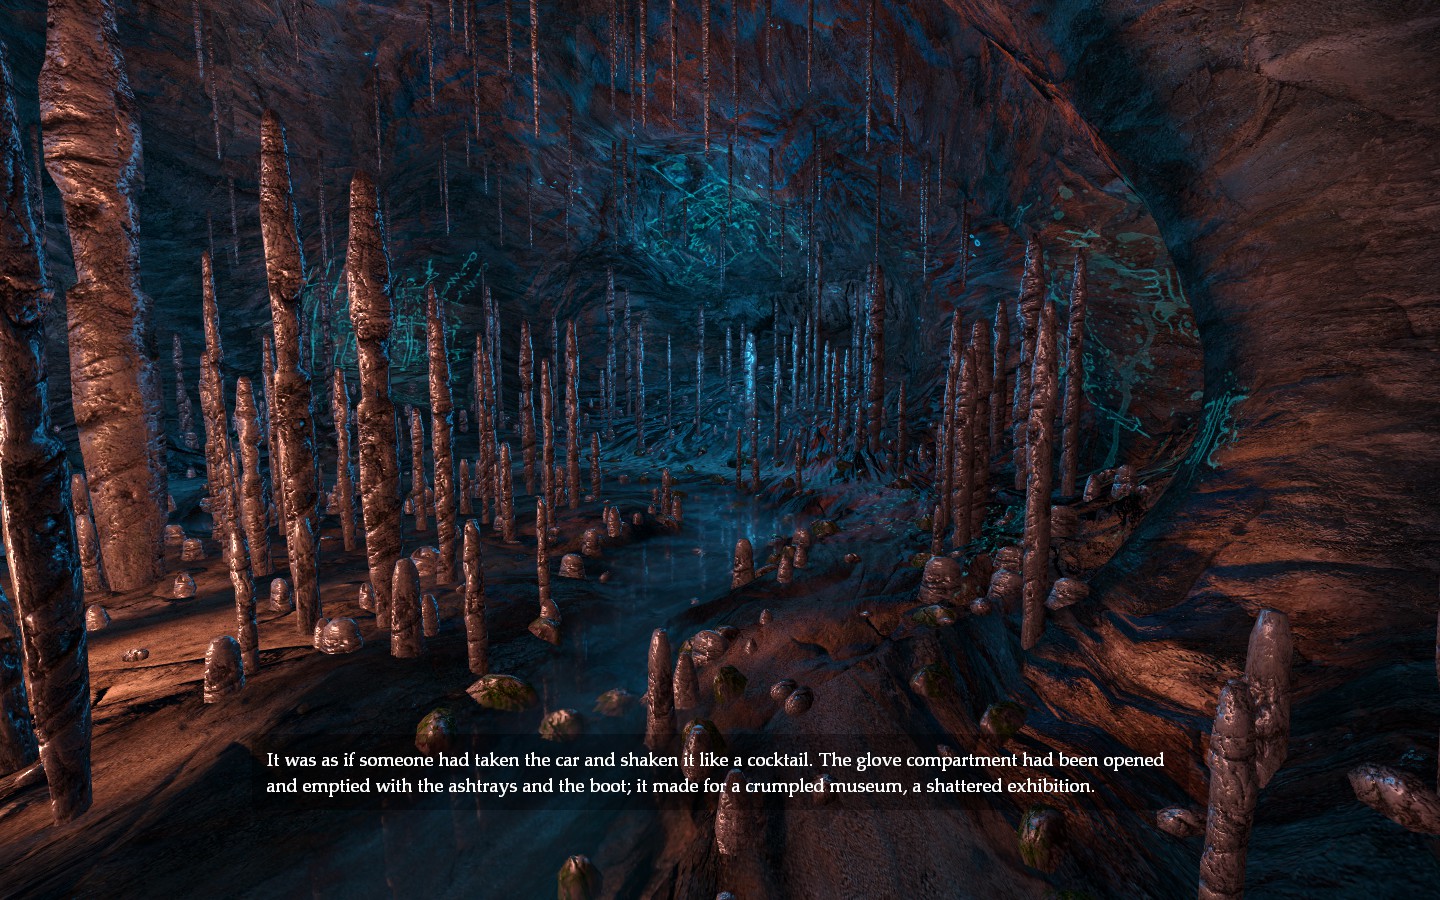 It was as if someone had taken the car and shaken it like a cocktail. The glove compartment had been opened
and emptied with the ashtrays and the boot; it made for a crumpled museum, a shattered exhibition.